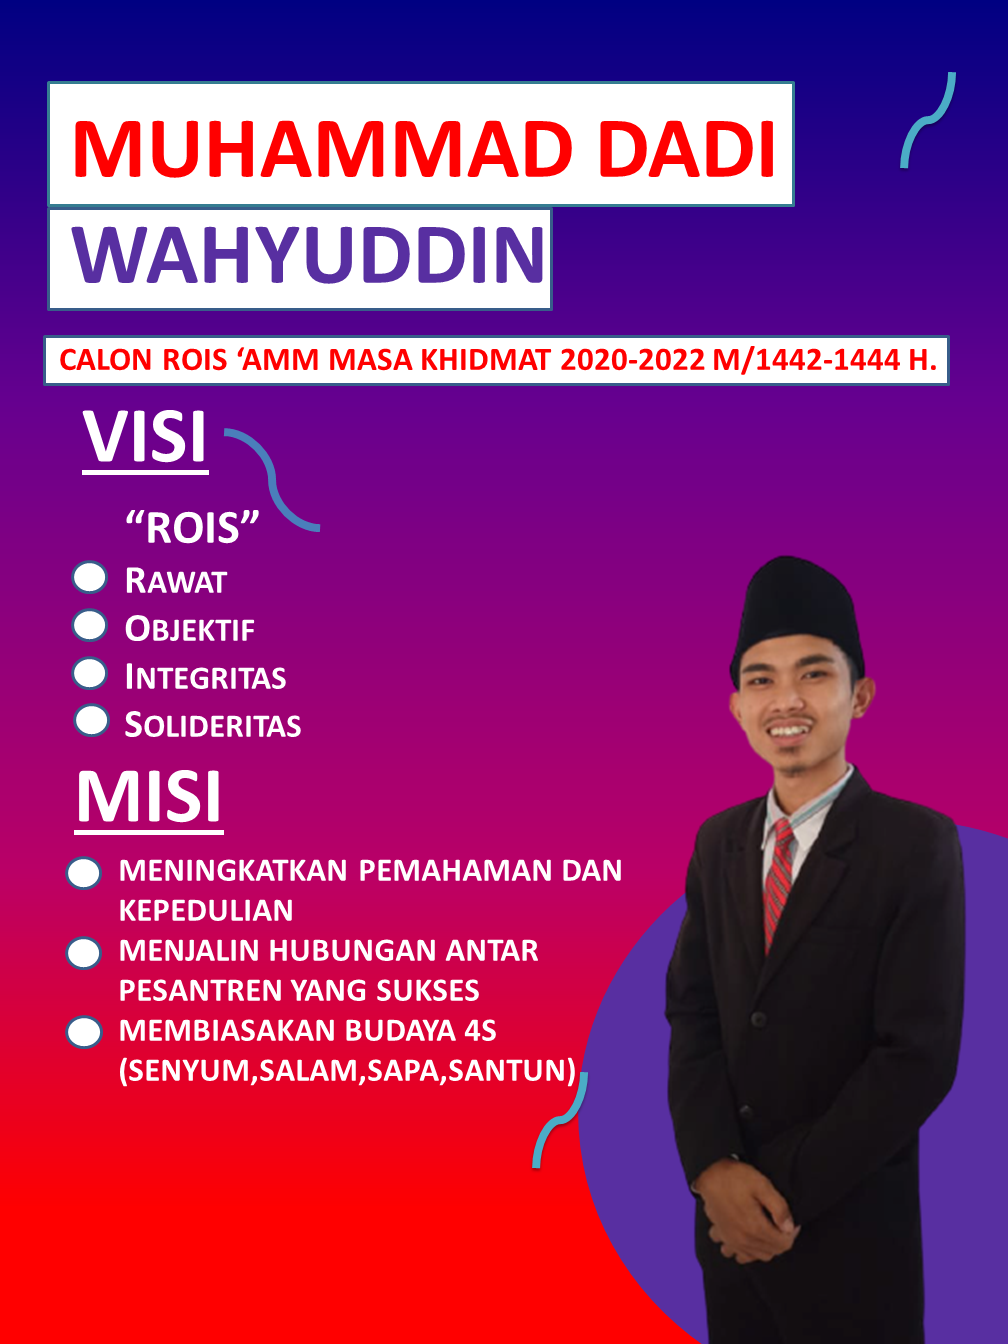 MUHAMMAD DADI
WAHYUDDIN
CALON ROIS ‘AMM MASA KHIDMAT 2020-2022 M/1442-1444 H.
VISI
“ROIS”
RAWAT
OBJEKTIF
INTEGRITAS
SOLIDERITAS
MISI
MENINGKATKAN PEMAHAMAN DAN
KEPEDULIAN
MENJALIN HUBUNGAN ANTAR
PESANTREN YANG SUKSES
MEMBIASAKAN BUDAYA 4S
(SENYUM,SALAM,SAPA,SANTUN)